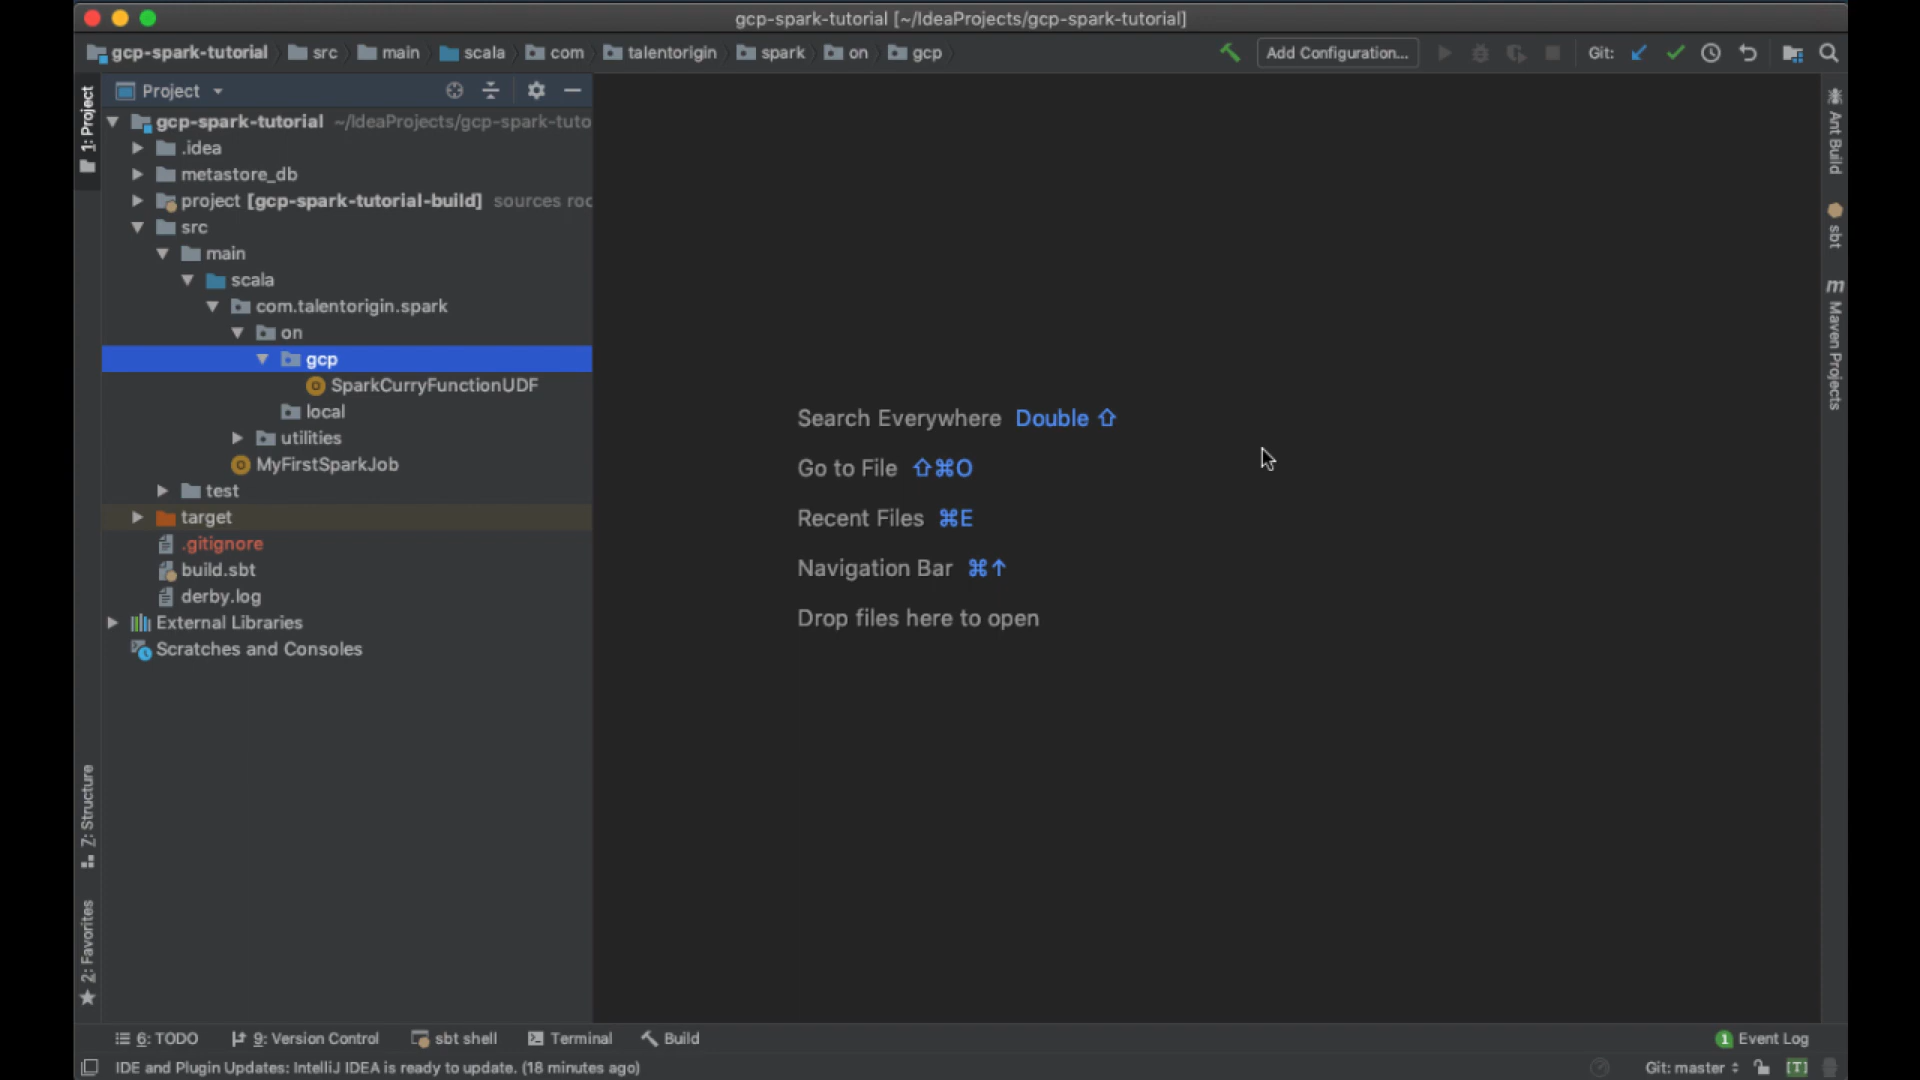 gcp-spark-tutorial [~/IdeaProjects/gcp-spark-tutorial]
gcp-spark-tutorial src main scala com talentorigin spark on gcp Add Configuration... Git:
1: Project
Project
gcp-spark-tutorial ~/IdeaProjects/gcp-spark-tuto
.idea
metastore_db
project [gcp-spark-tutorial-build] sources roo
src
main
scala
com.talentorigin.spark
on
gcp
SparkCurryFunctionUDF
local
utilities
MyFirstSparkJob
test
target
.gitignore
build.sbt
derby.log
External Libraries
Scratches and Consoles
Search Everywhere Double ⇧
Go to File ⇧⌘O
Recent Files ⌘E
Navigation Bar ⌘↑
Drop files here to open
Ant Build
sbt
m Maven Projects
Z: Structure
2: Favorites
6: TODO 9: Version Control sbt shell Terminal Build 1 Event Log
IDE and Plugin Updates: IntelliJ IDEA is ready to update. (18 minutes ago) Git: master [T]